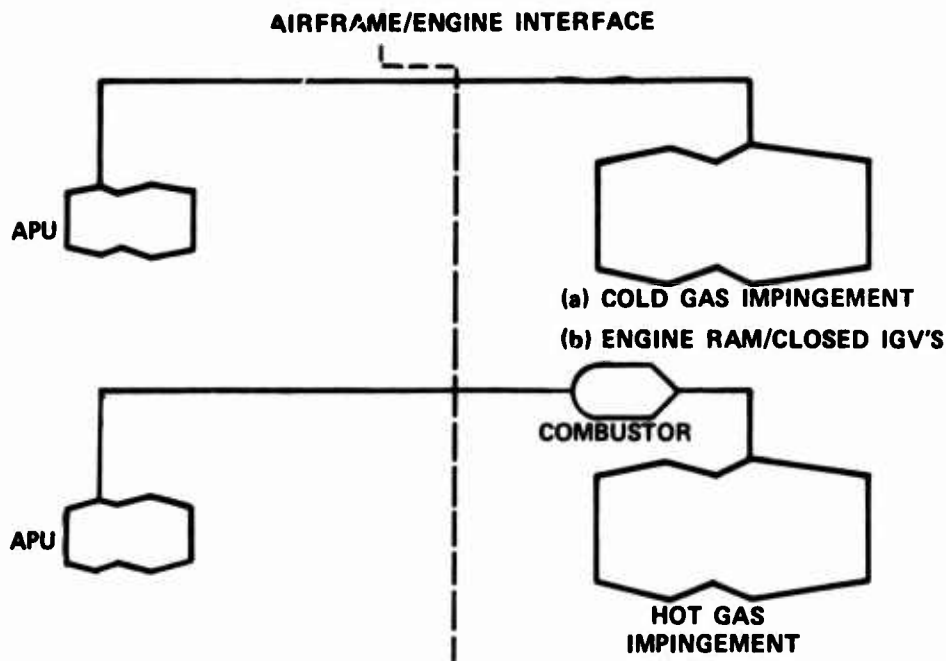 AIRFRAME/ENGINE INTERFACE
APU
(a) COLD GAS IMPINGEMENT
(b) ENGINE RAM/CLOSED IGV'S
COMBUSTOR
APU
HOT GAS
IMPINGEMENT